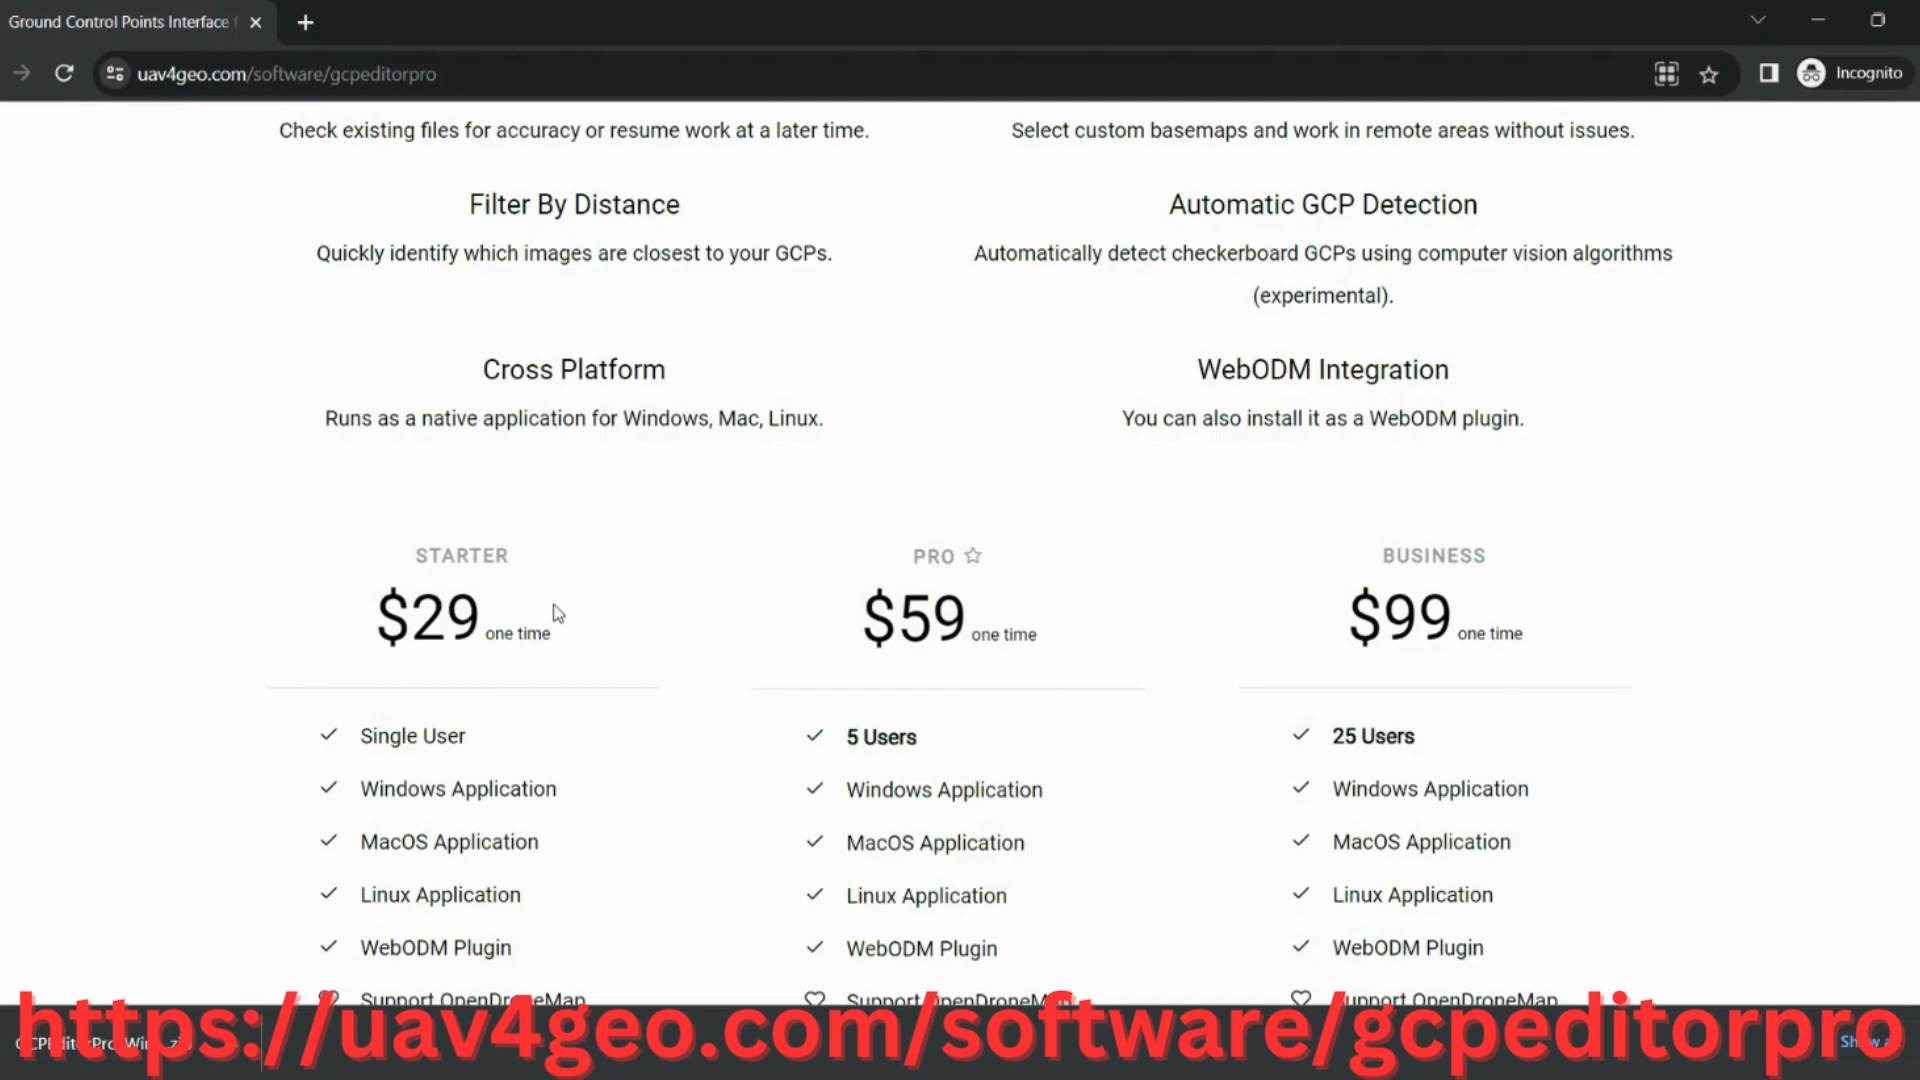 Ground Control Points Interface
uav4geo.com/software/gcpeditorpro
Incognito
Check existing files for accuracy or resume work at a later time.
Select custom basemaps and work in remote areas without issues.
Filter By Distance
Automatic GCP Detection
Quickly identify which images are closest to your GCPs.
Automatically detect checkerboard GCPs using computer vision algorithms
(experimental).
Cross Platform
WebODM Integration
Runs as a native application for Windows, Mac, Linux.
You can also install it as a WebODM plugin.
STARTER
$29 one time
Single User
Windows Application
MacOS Application
Linux Application
WebODM Plugin
Support OpenDroneMap
PRO
$59 one time
5 Users
Windows Application
MacOS Application
Linux Application
WebODM Plugin
Support OpenDroneMap
BUSINESS
$99 one time
25 Users
Windows Application
MacOS Application
Linux Application
WebODM Plugin
Support OpenDroneMap
https://uav4geo.com/software/gcpeditorpro